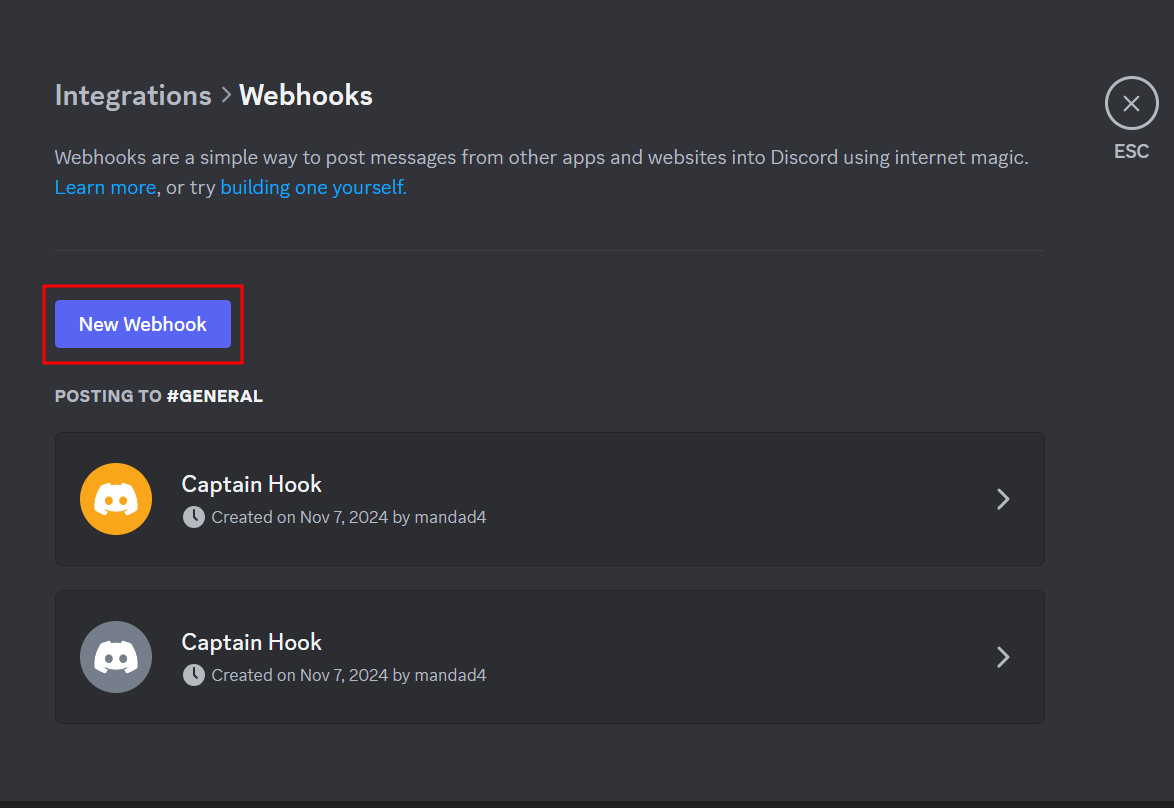 Integrations > Webhooks
ESC
Webhooks are a simple way to post messages from other apps and websites into Discord using internet magic.
Learn more, or try building one yourself.
New Webhook
POSTING TO #GENERAL
Captain Hook
Created on Nov 7, 2024 by mandad4
Captain Hook
Created on Nov 7, 2024 by mandad4